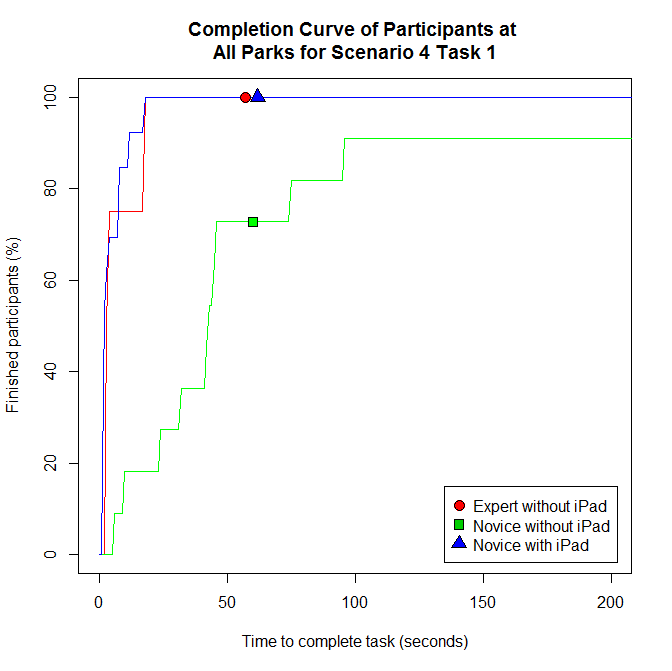 Completion Curve of Participants at
All Parks for Scenario 4 Task 1
Finished participants (%)
100
80
60
40
20
0
0 50 100 150 200
Time to complete task (seconds)
Expert without iPad
Novice without iPad
Novice with iPad